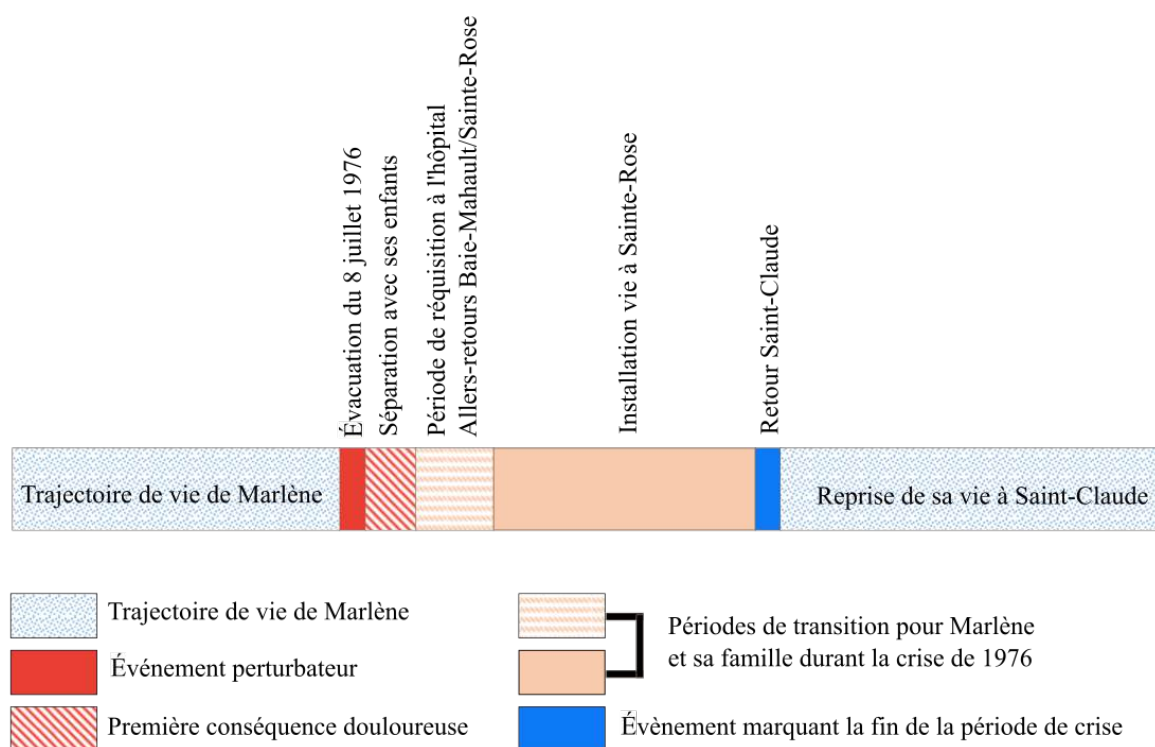 Évacuation du 8 juillet 1976
Séparation avec ses enfants
Période de réquisition à l'hôpital
Allers-retours Baie-Mahault/Sainte-Rose
Installation vie à Sainte-Rose
Retour Saint-Claude
Trajectoire de vie de Marlène
Reprise de sa vie à Saint-Claude
Trajectoire de vie de Marlène
Événement perturbateur
Première conséquence douloureuse
Périodes de transition pour Marlène
et sa famille durant la crise de 1976
Évènement marquant la fin de la période de crise